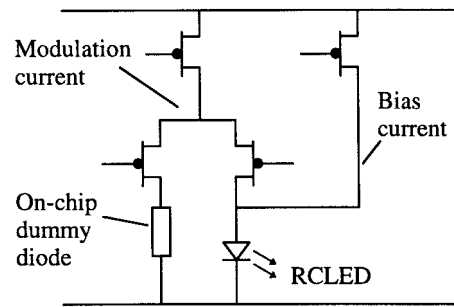 Modulation
current
Bias
current
On-chip
dummy
diode
RCLED